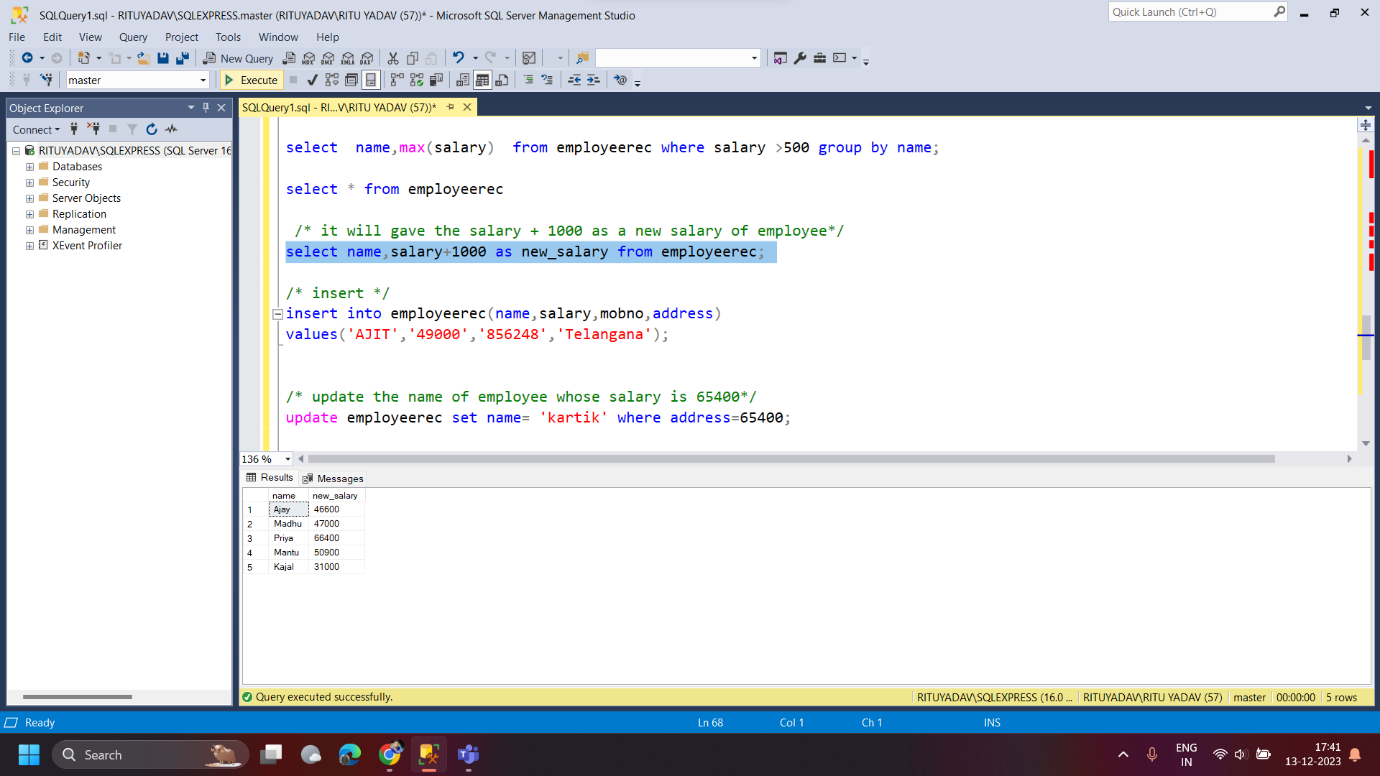 SQLQuery1.sql - RITUYADAV\SQLEXPRESS.master (RITUYADAV\RITU YADAV (57))* - Microsoft SQL Server Management Studio
Quick Launch (Ctrl+Q)
File Edit View Query Project Tools Window Help
New Query
master
Execute
Object Explorer
SQLQuery1.sql - RI...V\RITU YADAV (57))*
Connect
RITUYADAV\SQLEXPRESS (SQL Server 16
Databases
Security
Server Objects
Replication
Management
XEvent Profiler
select  name,max(salary)  from employeerec where salary >500 group by name;
select * from employeerec
/* it will gave the salary + 1000 as a new salary of employee*/
select name,salary+1000 as new_salary from employeerec;
/* insert */
insert into employeerec(name,salary,mobno,address)
values('AJIT','49000','856248','Telangana');
/* update the name of employee whose salary is 65400*/
update employeerec set name= 'kartik' where address=65400;
136 %
Results Messages
name new_salary
1 Ajay 46600
2 Madhu 47000
3 Priya 66400
4 Mantu 50900
5 Kajal 31000
Query executed successfully. RITUYADAV\SQLEXPRESS (16.0 ... RITUYADAV\RITU YADAV (57) master 00:00:00 5 rows
Ready Ln 68 Col 1 Ch 1 INS
Search
ENG
IN
17:41
13-12-2023